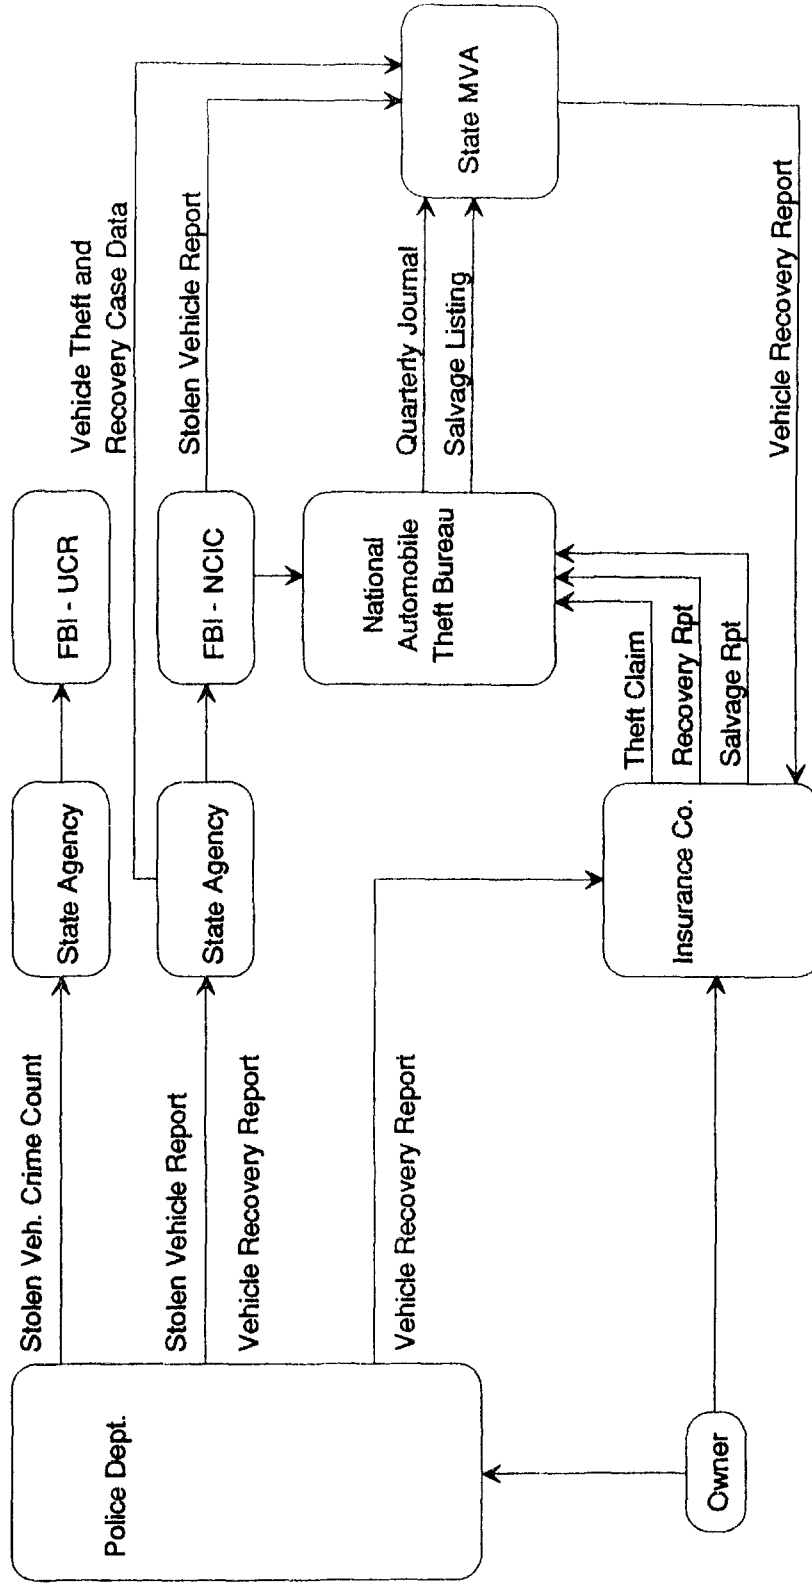 Police Dept.
Stolen Veh. Crime Count
State Agency
FBI - UCR
Vehicle Theft and
Recovery Case Data
Stolen Vehicle Report
Vehicle Recovery Report
State Agency
FBI - NCIC
Stolen Vehicle Report
Vehicle Recovery Report
National
Automobile
Theft Bureau
Quarterly Journal
Salvage Listing
State MVA
Theft Claim
Recovery Rpt
Salvage Rpt
Owner
Insurance Co.
Vehicle Recovery Report